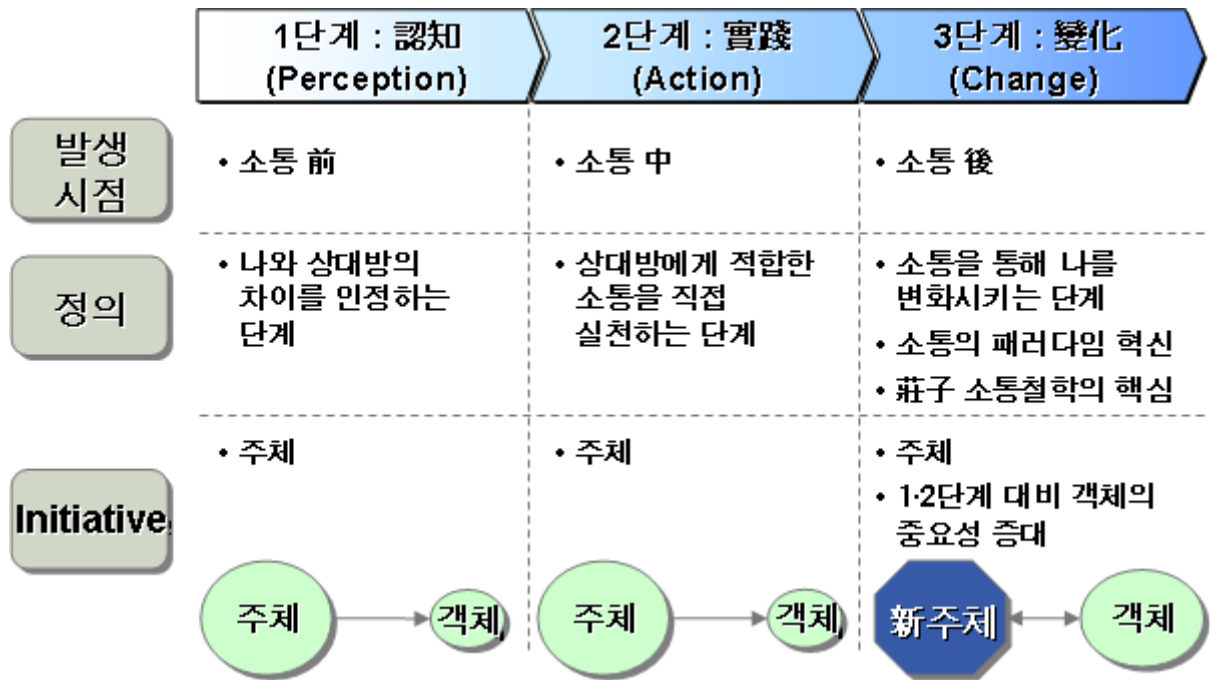 1단계 : 認知
(Perception)
2단계 : 實踐
(Action)
3단계 : 變化
(Change)
발생
시점
• 소통 前
• 소통 中
• 소통 後
정의
• 나와 상대방의
차이를 인정하는
단계
• 상대방에게 적합한
소통을 직접
실천하는 단계
• 소통을 통해 나를
변화시키는 단계
• 소통의 패러다임 혁신
• 莊子 소통철학의 핵심
Initiative
• 주체
• 주체
• 주체
• 1·2단계 대비 객체의
중요성 증대
주체
객체
주체
객체
新주체
객체